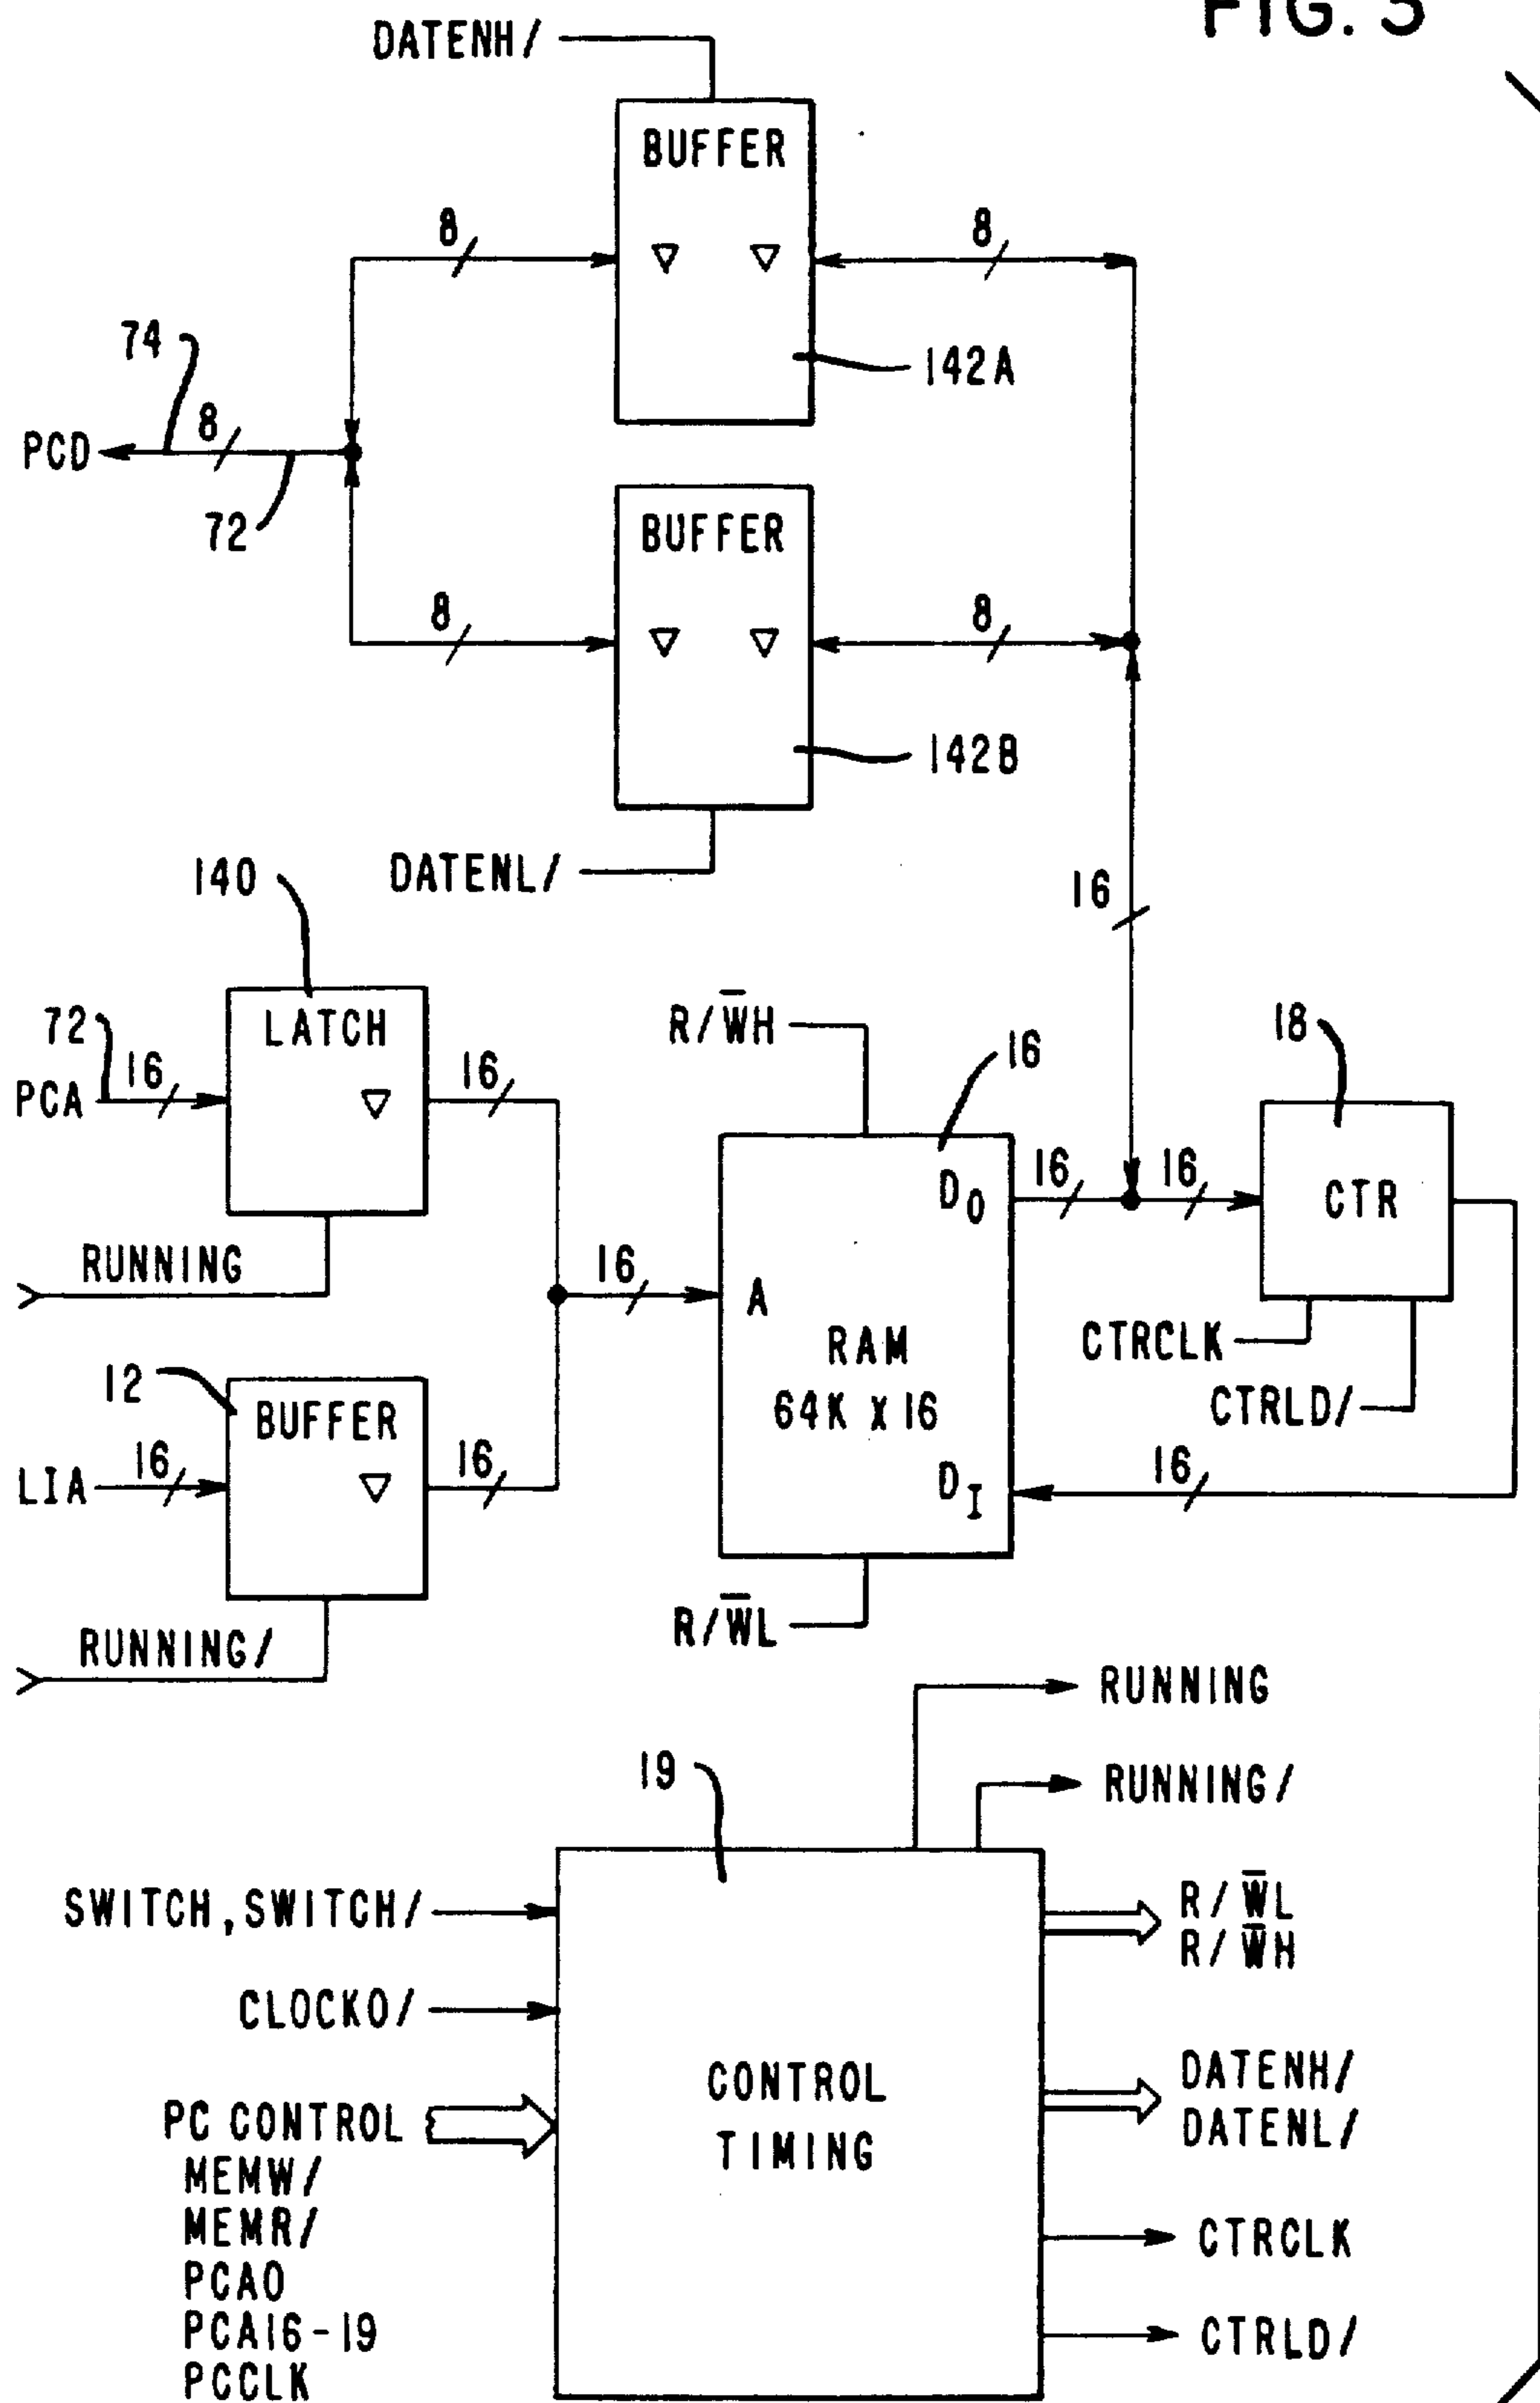 FIG. 3
DATENH/
BUFFER
8
8
74
142A
8
PCD
72
BUFFER
8
8
142B
140
DATENL/
16
72
LATCH
R/W̅H
18
16
PCA
16
16
16
16
D0
CTR
RUNNING
16
A
CTRCLK
RAM
12
BUFFER
64K x 16
CTRLD/
LIA
16
16
DI
16
RUNNING/
R/W̅L
RUNNING
19
RUNNING/
SWITCH, SWITCH/
R/W̅L
R/W̅H
CLOCK0/
CONTROL
TIMING
DATENH/
DATENL/
PC CONTROL
MEMW/
MEMR/
PCA0
PCA16-19
PCCLK
CTRCLK
CTRLD/